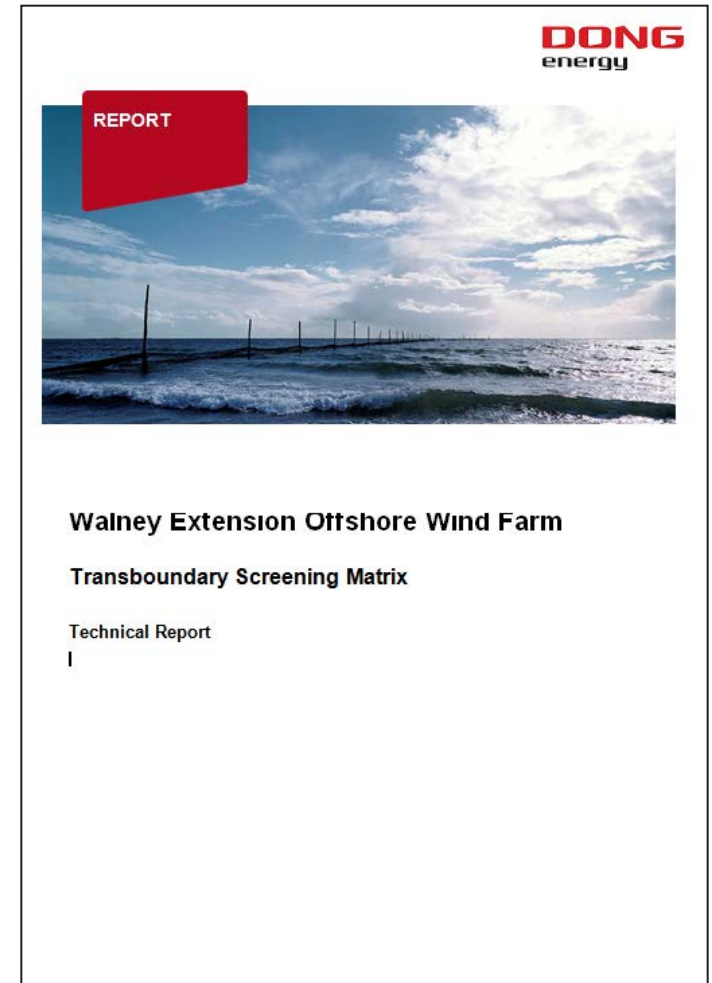 DONG
energy
REPORT
Walney Extension Offshore Wind Farm
Transboundary Screening Matrix
Technical Report